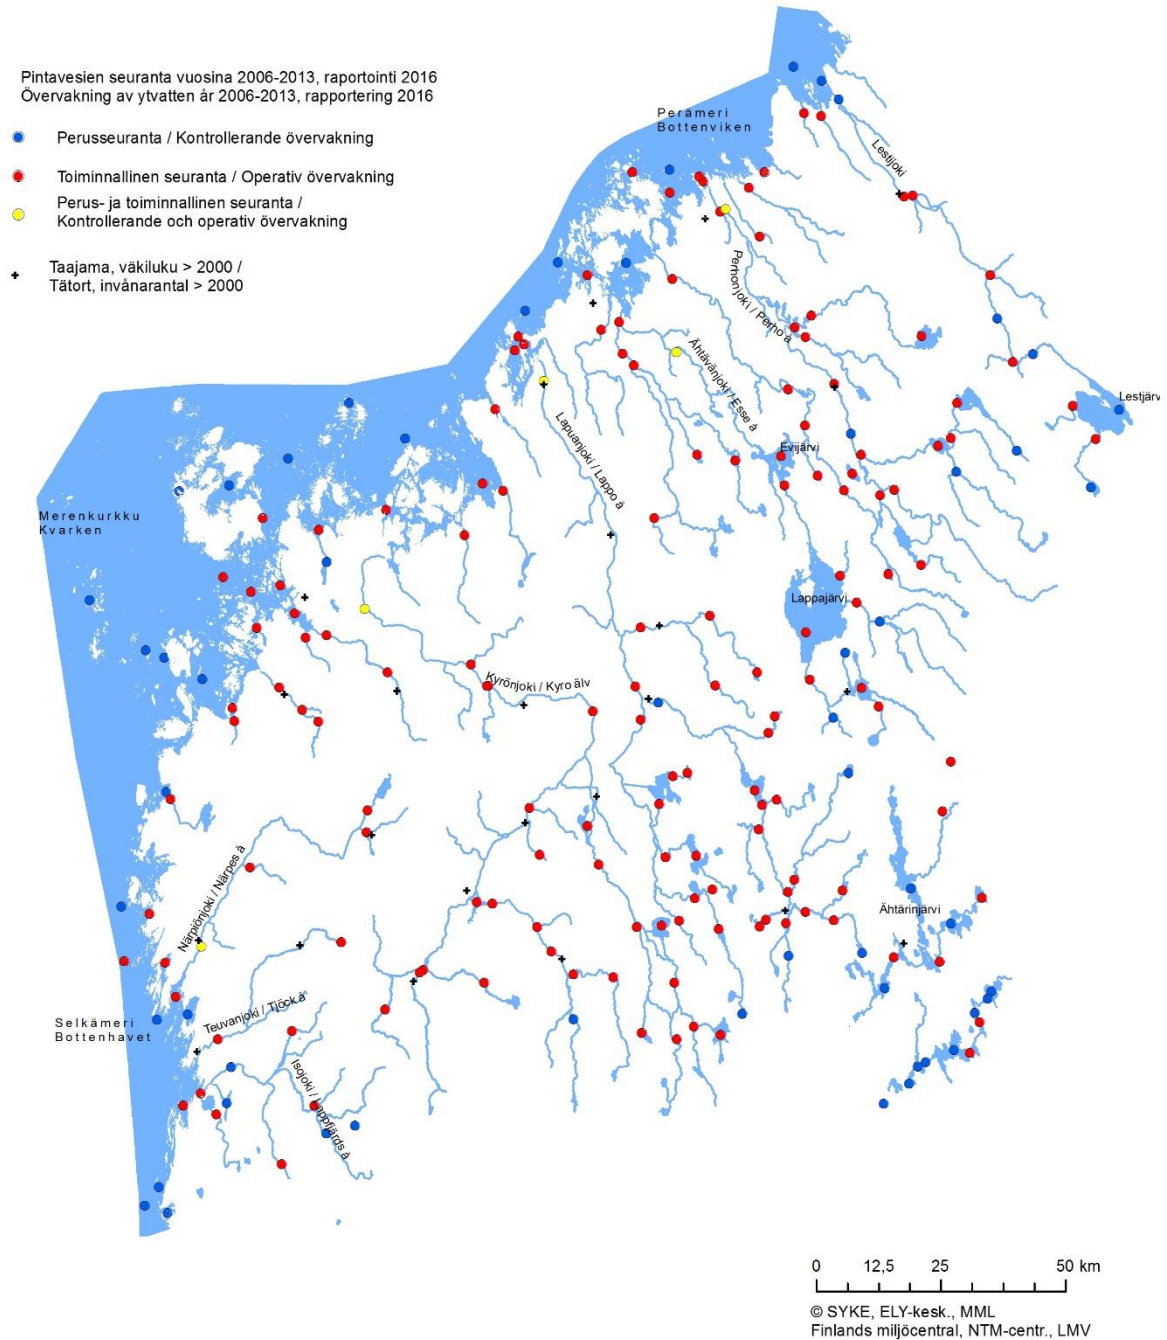 Pintavesien seuranta vuosina 2006-2013, raportointi 2016
Övervakning av ytvatten år 2006-2013, rapportering 2016
Perusseuranta / Kontrollerande övervakning
Toiminnallinen seuranta / Operativ övervakning
Perus- ja toiminnallinen seuranta /
Kontrollerande och operativ övervakning
Taajama, väkiluku > 2000 /
Tätort, invånarantal > 2000
Perämeri
Bottenviken
Lestijoki
Perhonjoki / Perho å
Ähtävänjoki / Esse å
Lestjärv
Lapuanjoki / Lappo å
Evijärvi
Merenkurkku
Kvarken
Lappajärvi
Kyrönjoki / Kyro älv
Närpiönjoki / Närpes å
Ähtärinjärvi
Teuvanjoki / Tjöck å
Selkämeri
Bottenhavet
Isojoki / Lappfjärds å
0 12,5 25 50 km
© SYKE, ELY-kesk., MML
Finlands miljöcentral, NTM-centr., LMV